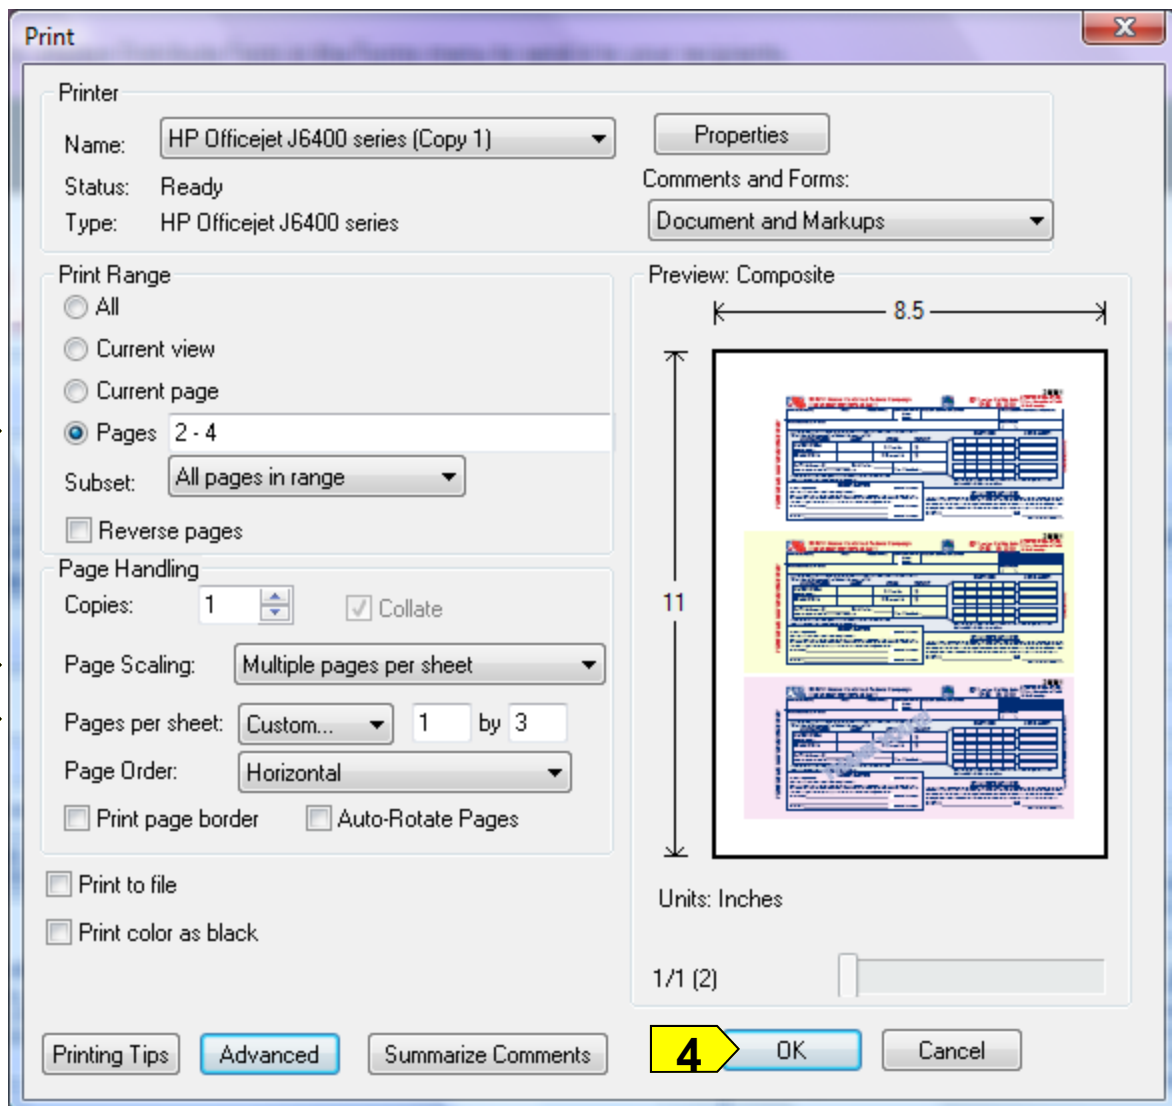 Print
Printer
Name: HP Officejet J6400 series (Copy 1) Properties
Status: Ready Comments and Forms:
Type: HP Officejet J6400 series Document and Markups
Print Range
All
Current view
Current page
Pages 2 - 4
Subset: All pages in range
Reverse pages
Page Handling
Copies: 1 Collate
Page Scaling: Multiple pages per sheet
Pages per sheet: Custom... 1 by 3
Page Order: Horizontal
Print page border Auto-Rotate Pages
Print to file
Print color as black
Preview: Composite
8.5
11
Units: Inches
1/1 (2)
Printing Tips Advanced Summarize Comments 4 OK Cancel